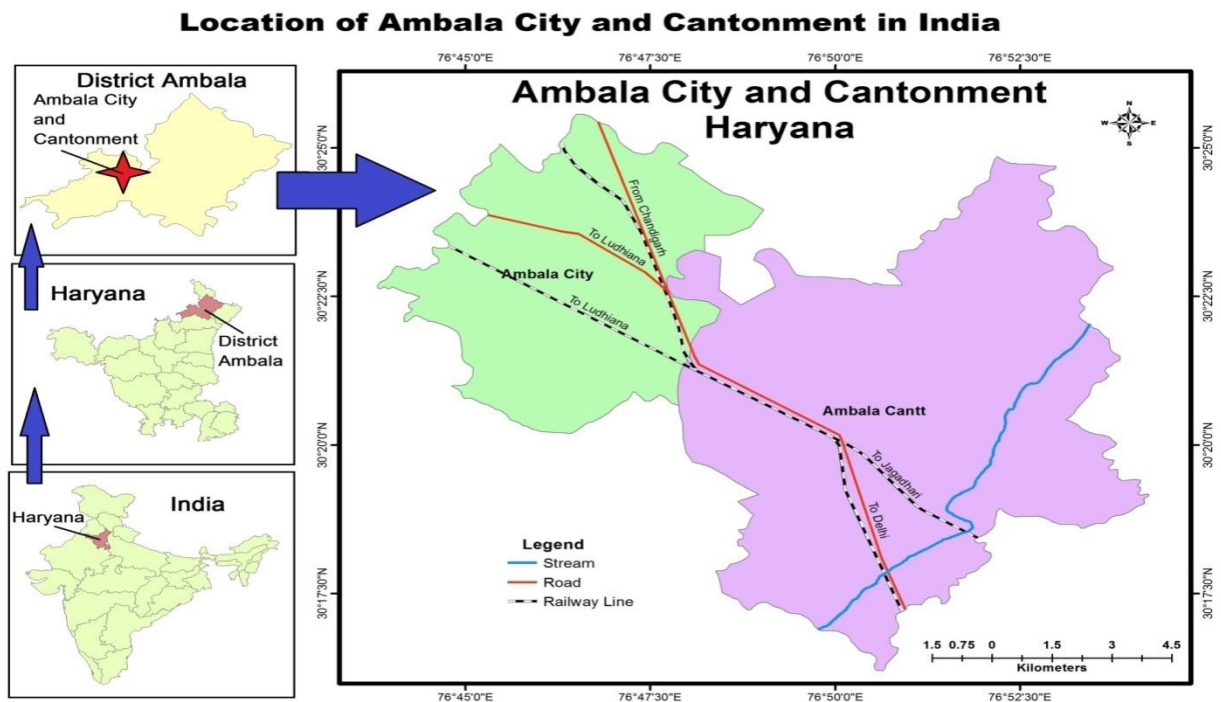 Location of Ambala City and Cantonment in India
District Ambala
Ambala City
and
Cantonment
Haryana
District
Ambala
India
Haryana
76°45'0"E
76°47'30"E
76°50'0"E
76°52'30"E
Ambala City and Cantonment
Haryana
N
W
E
S
30°25'0"N
30°25'0"N
30°22'30"N
30°22'30"N
30°20'0"N
30°20'0"N
30°17'30"N
30°17'30"N
From Chandigarh
To Ludhiana
Ambala City
To Ludhiana
Ambala Cantt
To Jagadhari
To Delhi
Legend
Stream
Road
Railway Line
1.5 0.75 0 1.5 3 4.5
Kilometers
76°45'0"E
76°47'30"E
76°50'0"E
76°52'30"E